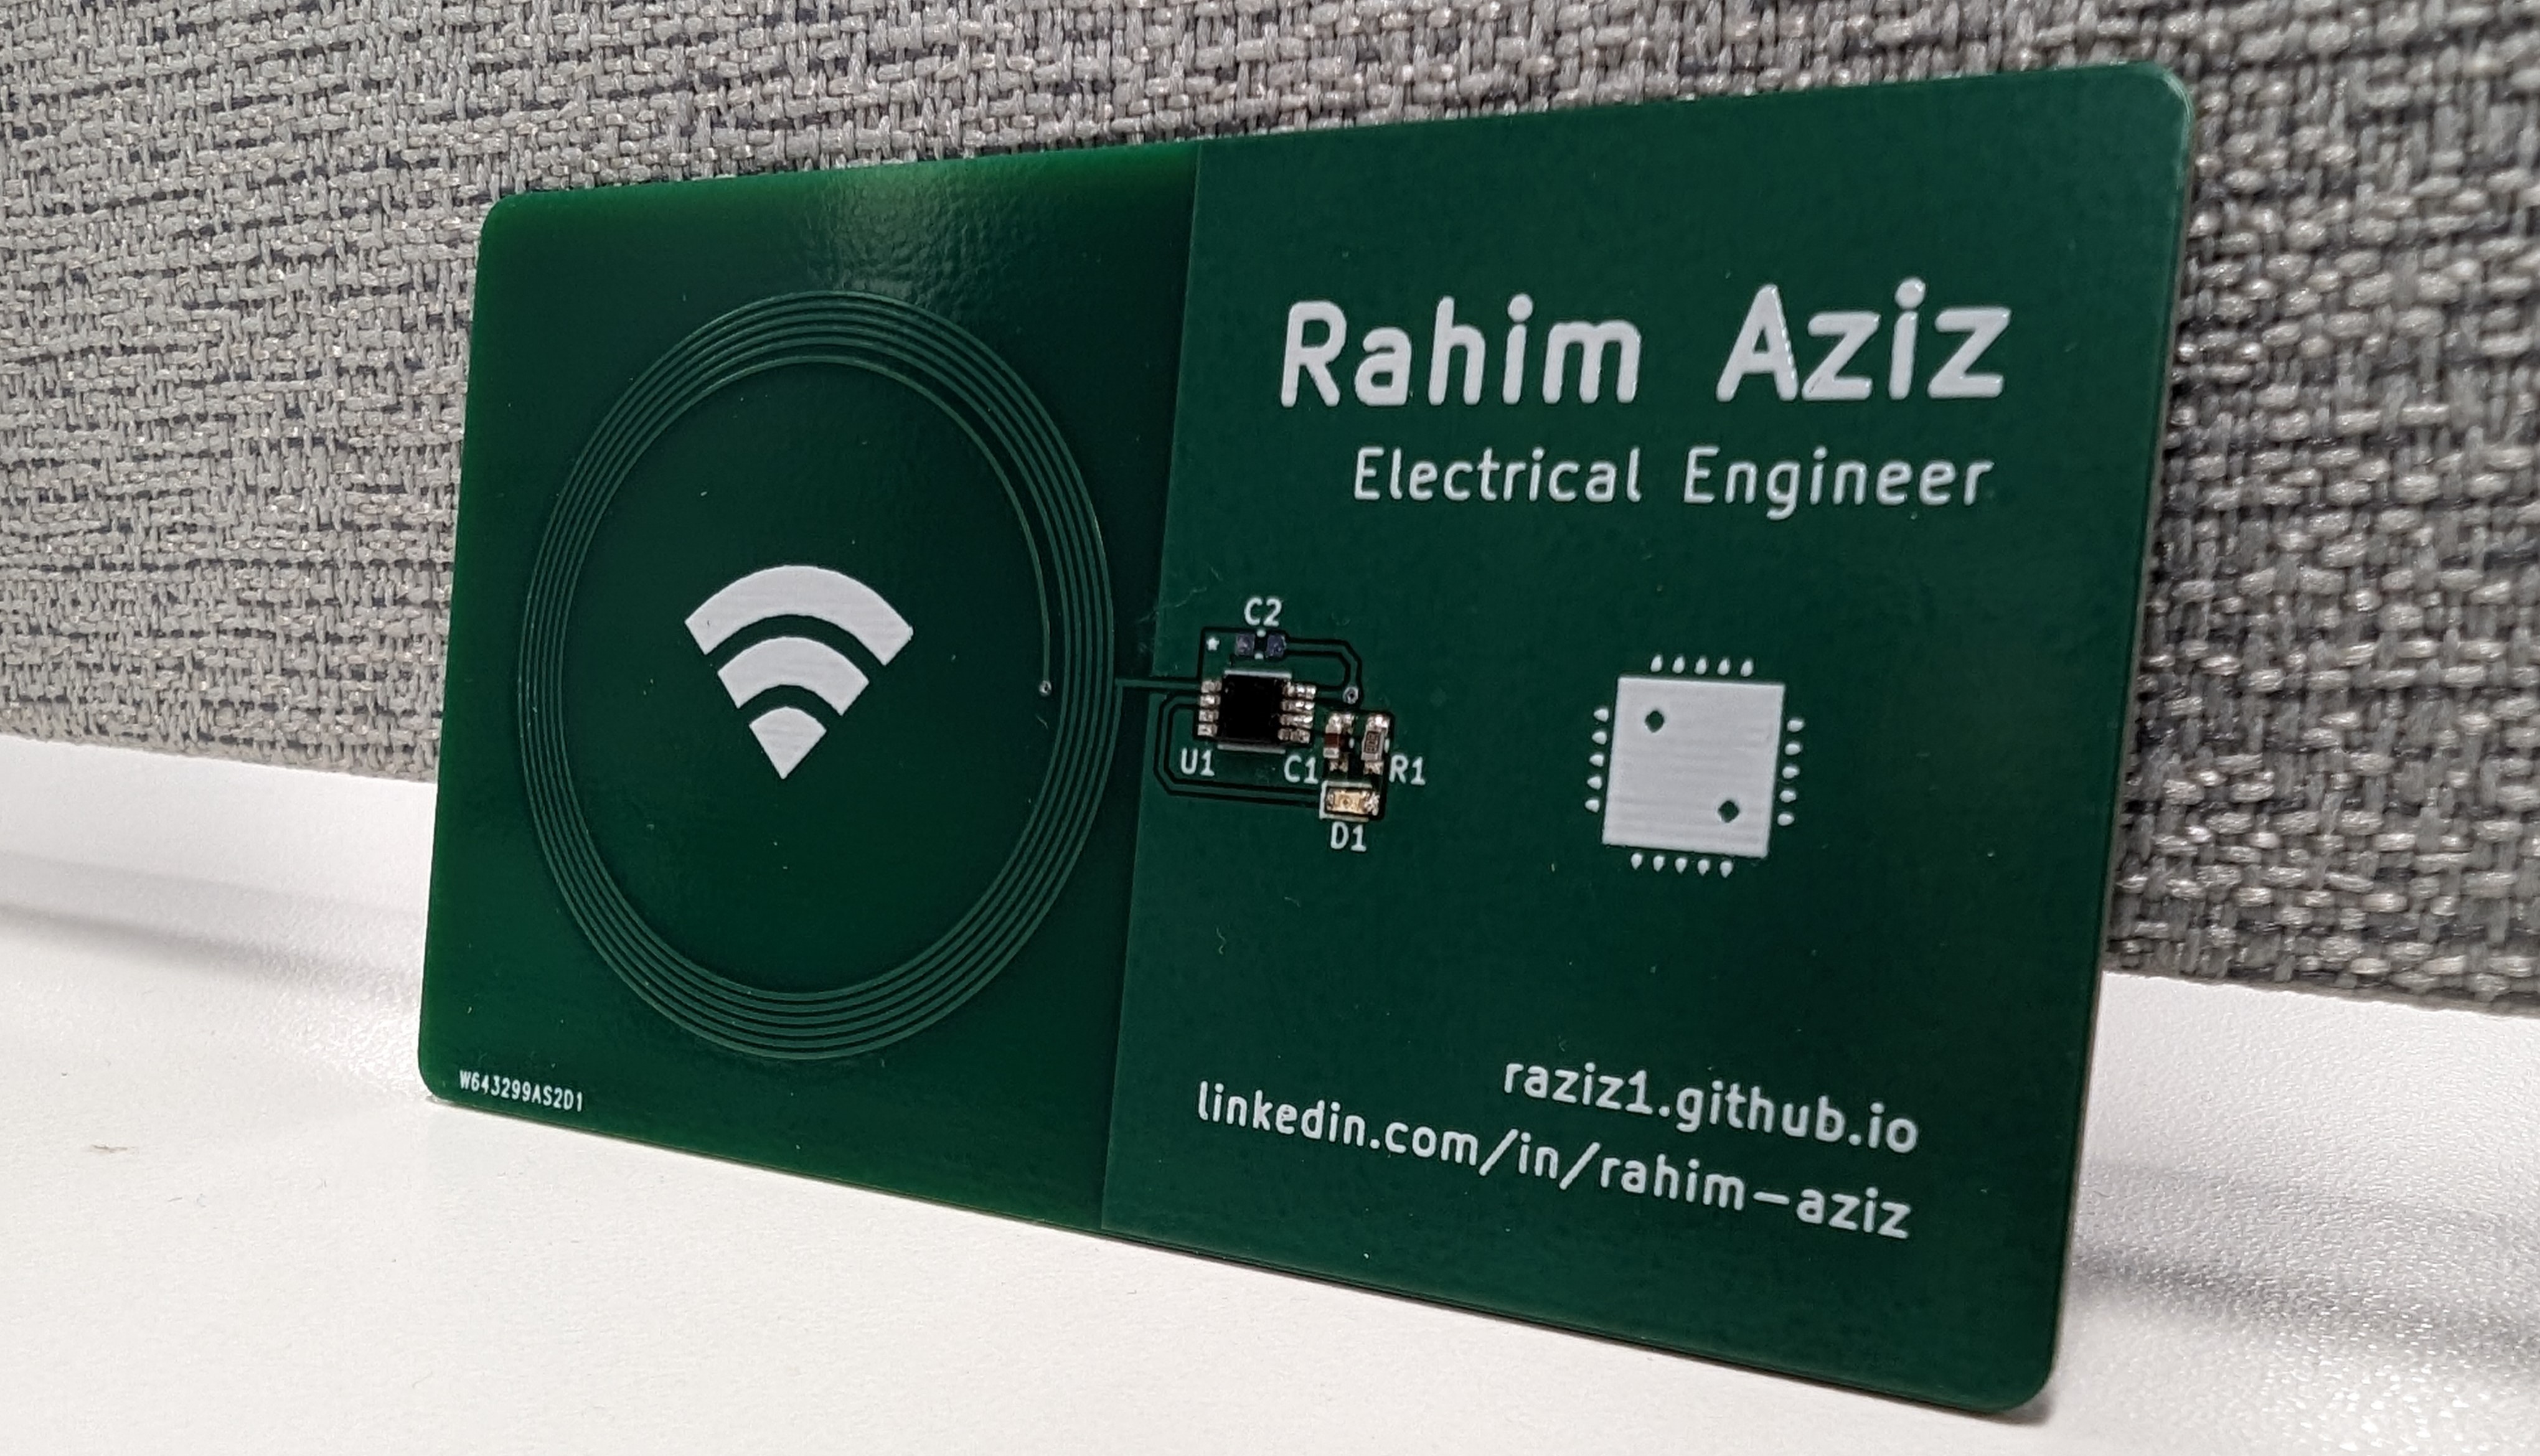 Rahim Aziz
Electrical Engineer
C2
*
U1
C1
R1
D1
raziz1.github.io
linkedin.com/in/rahim-aziz
W643299AS2D1